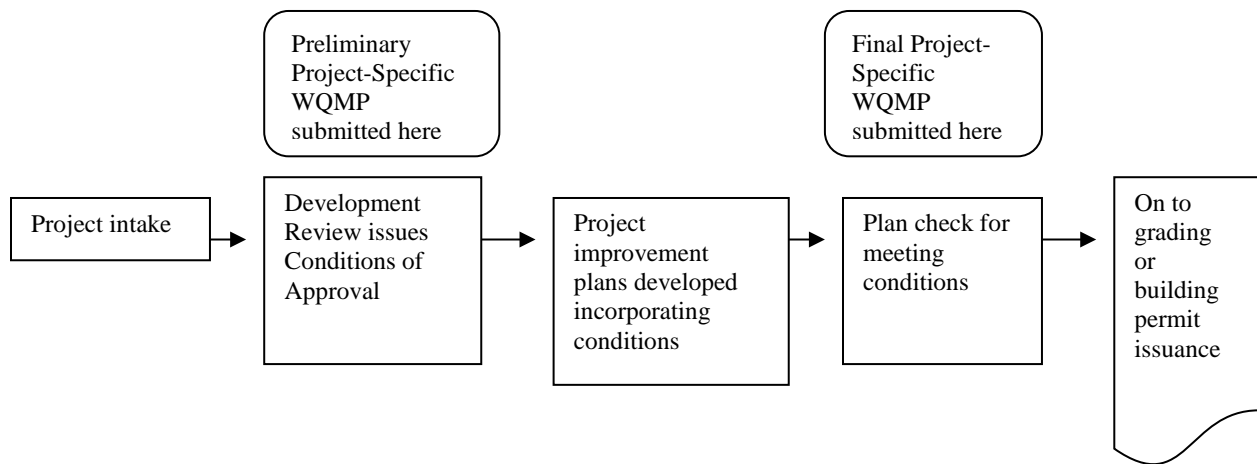 Preliminary
Project-Specific
WQMP
submitted here
Final Project-
Specific
WQMP
submitted here
Project intake
Development
Review issues
Conditions of
Approval
Project
improvement
plans developed
incorporating
conditions
Plan check for
meeting
conditions
On to
grading
or
building
permit
issuance